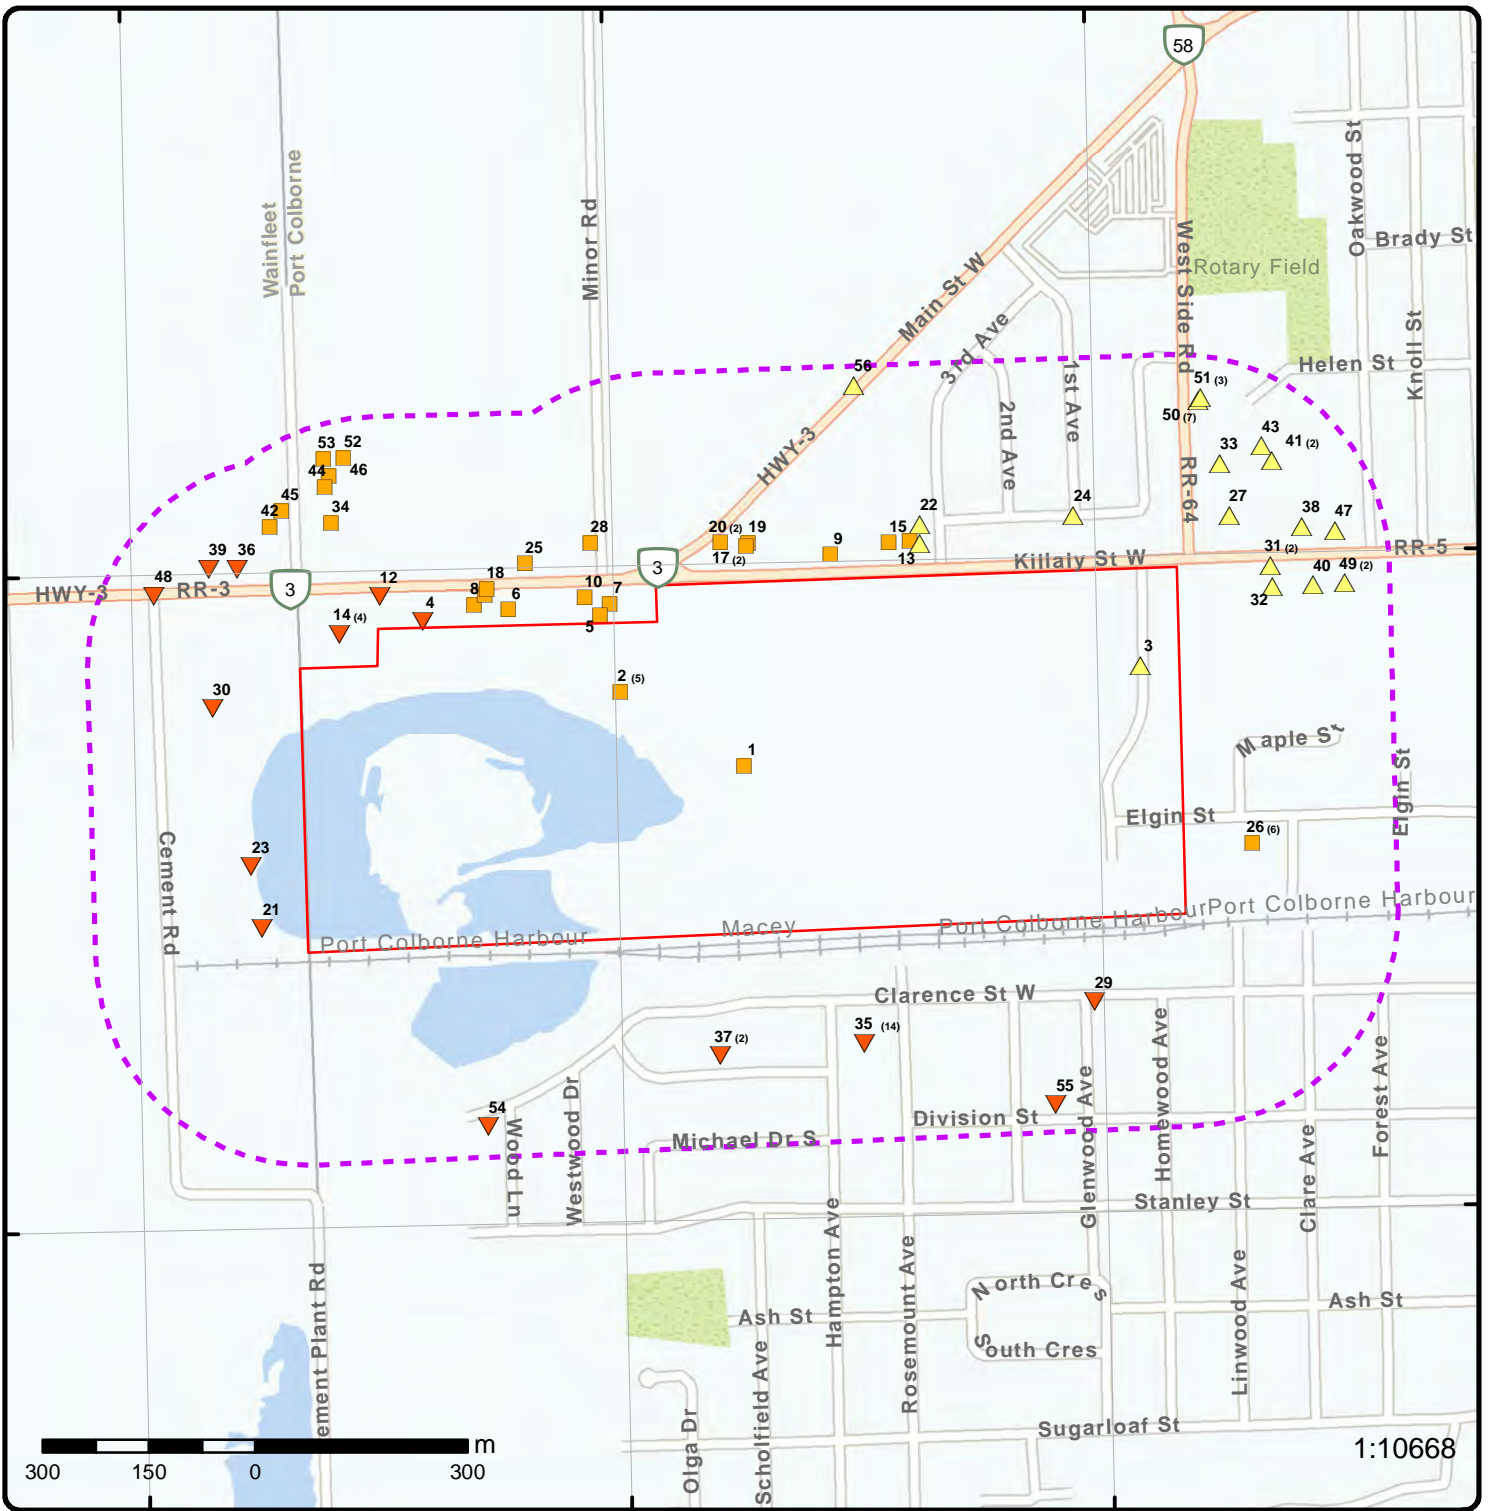 58
Wainfleet
Port Colborne
Minor Rd
Main St W
3rd Ave
1st Ave
2nd Ave
West Side Rd
Rotary Field
Oakwood St
Brady St
Knoll St
Helen St
56
51 (3)
50 (7)
43
41 (2)
33
53
52
44
46
HWY-3
45
42
34
22
24
27
38
47
RR-64
28
20 (2)
19
15
17 (2)
9
13
25
39
36
3
Killaly St W
RR-5
31 (2)
40
49 (2)
32
48
HWY-3
RR-3
3
12
18
8
6
10
7
5
14 (4)
4
3
2 (5)
30
1
Maple St
Elgin St
Elgin St
26 (6)
Cement Rd
23
21
Port Colborne Harbour
Macey
Port Colborne Harbour
Port Colborne Harbour
Clarence St W
29
37 (2)
35 (14)
55
54
Division St
Michael Dr S
Wood Ln
Westwood Dr
Glenwood Ave
Homewood Ave
Forest Ave
Clare Ave
Stanley St
Hampton Ave
Rosemount Ave
Linwood Ave
North Cres
South Cres
Ash St
Ash St
ement Plant Rd
Olga Dr
Scholfield Ave
Sugarloaf St
m
300 150 0 300
1:10668